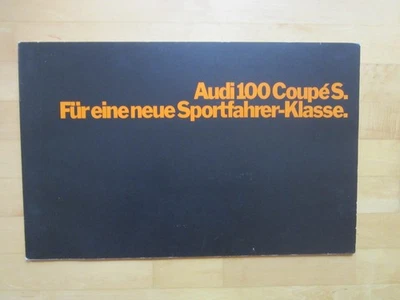 Audi 100 Coupé S.
Für eine neue Sportfahrer-Klasse.